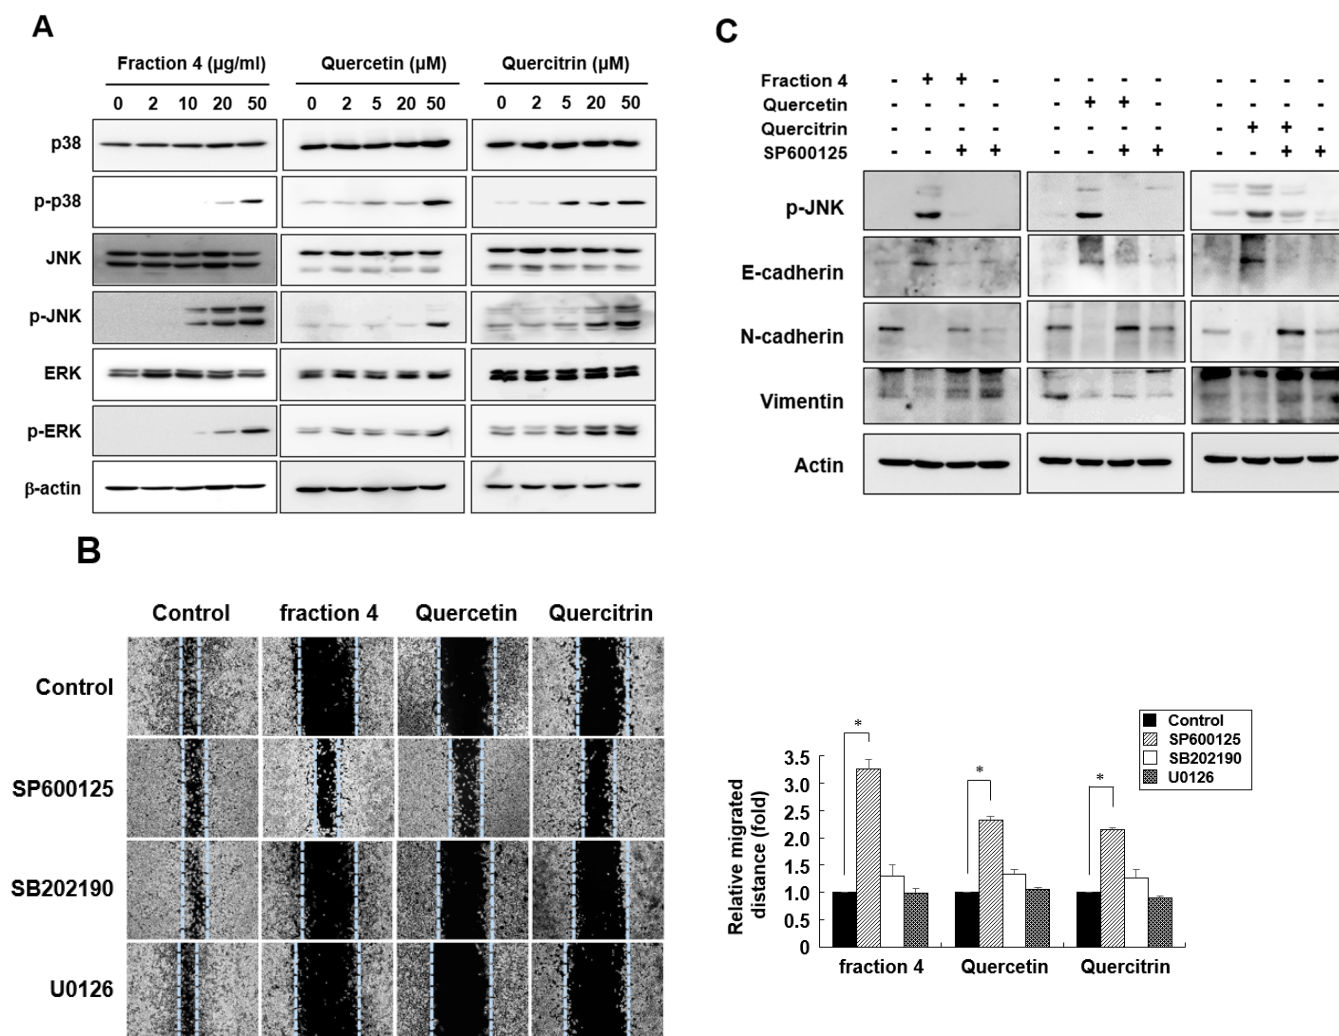 A
Fraction 4 (µg/ml) Quercetin (µM) Quercitrin (µM)
0 2 10 20 50 0 2 5 20 50 0 2 5 20 50
p38
p-p38
JNK
p-JNK
ERK
p-ERK
β-actin
C
Fraction 4 - + + - - - - - - - - -
Quercetin - - - - - + + - - - - -
Quercitrin - - - - - - - - - + + -
SP600125 - - + + - - + + - - + +
p-JNK
E-cadherin
N-cadherin
Vimentin
Actin
B
Control fraction 4 Quercetin Quercitrin
Control
SP600125
SB202190
U0126
Relative migrated
distance (fold)
3.5
3.0
2.5
2.0
1.5
1.0
0.5
0
* * *
fraction 4 Quercetin Quercitrin
Control
SP600125
SB202190
U0126